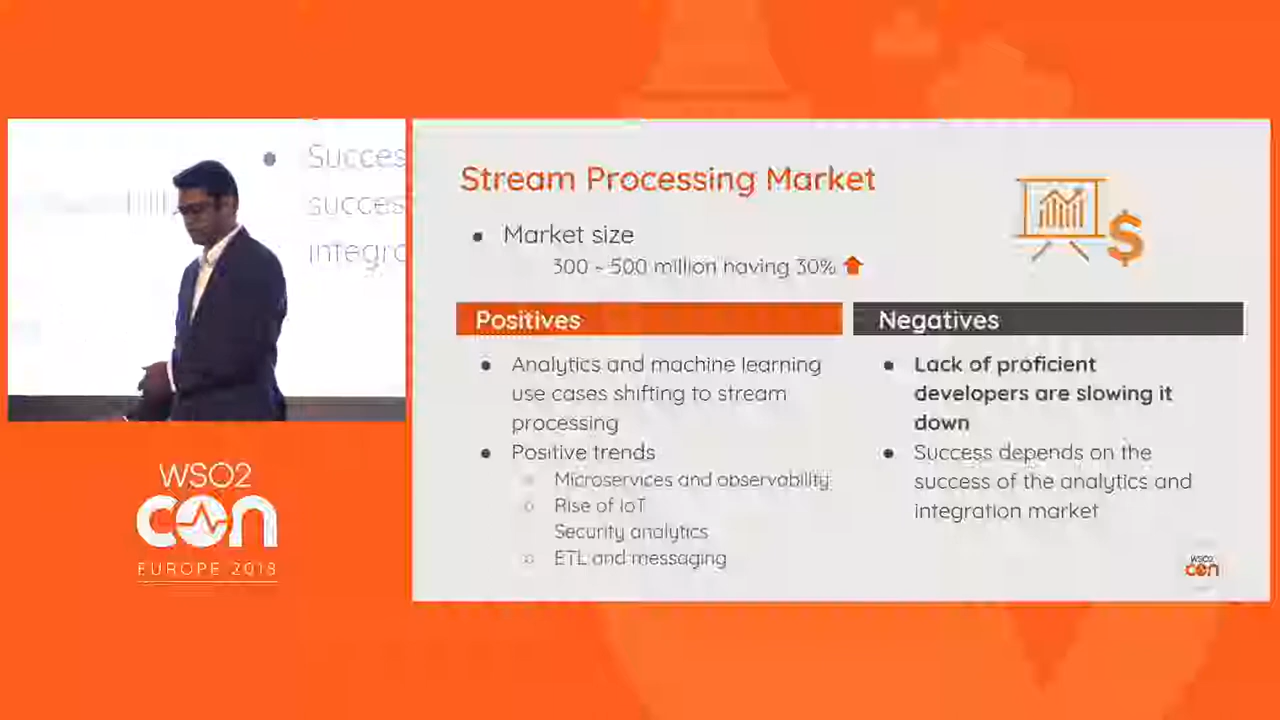 Succes
succes
integro
WSO2
con
EUROPE 2018
Stream Processing Market
● Market size
300 ~ 500 million having 30%
Positives
● Analytics and machine learning
use cases shifting to stream
processing
● Positive trends
○ Microservices and observability
○ Rise of IoT
Security analytics
○ ETL and messaging
Negatives
● Lack of proficient
developers are slowing it
down
● Success depends on the
success of the analytics and
integration market
WSO2
con